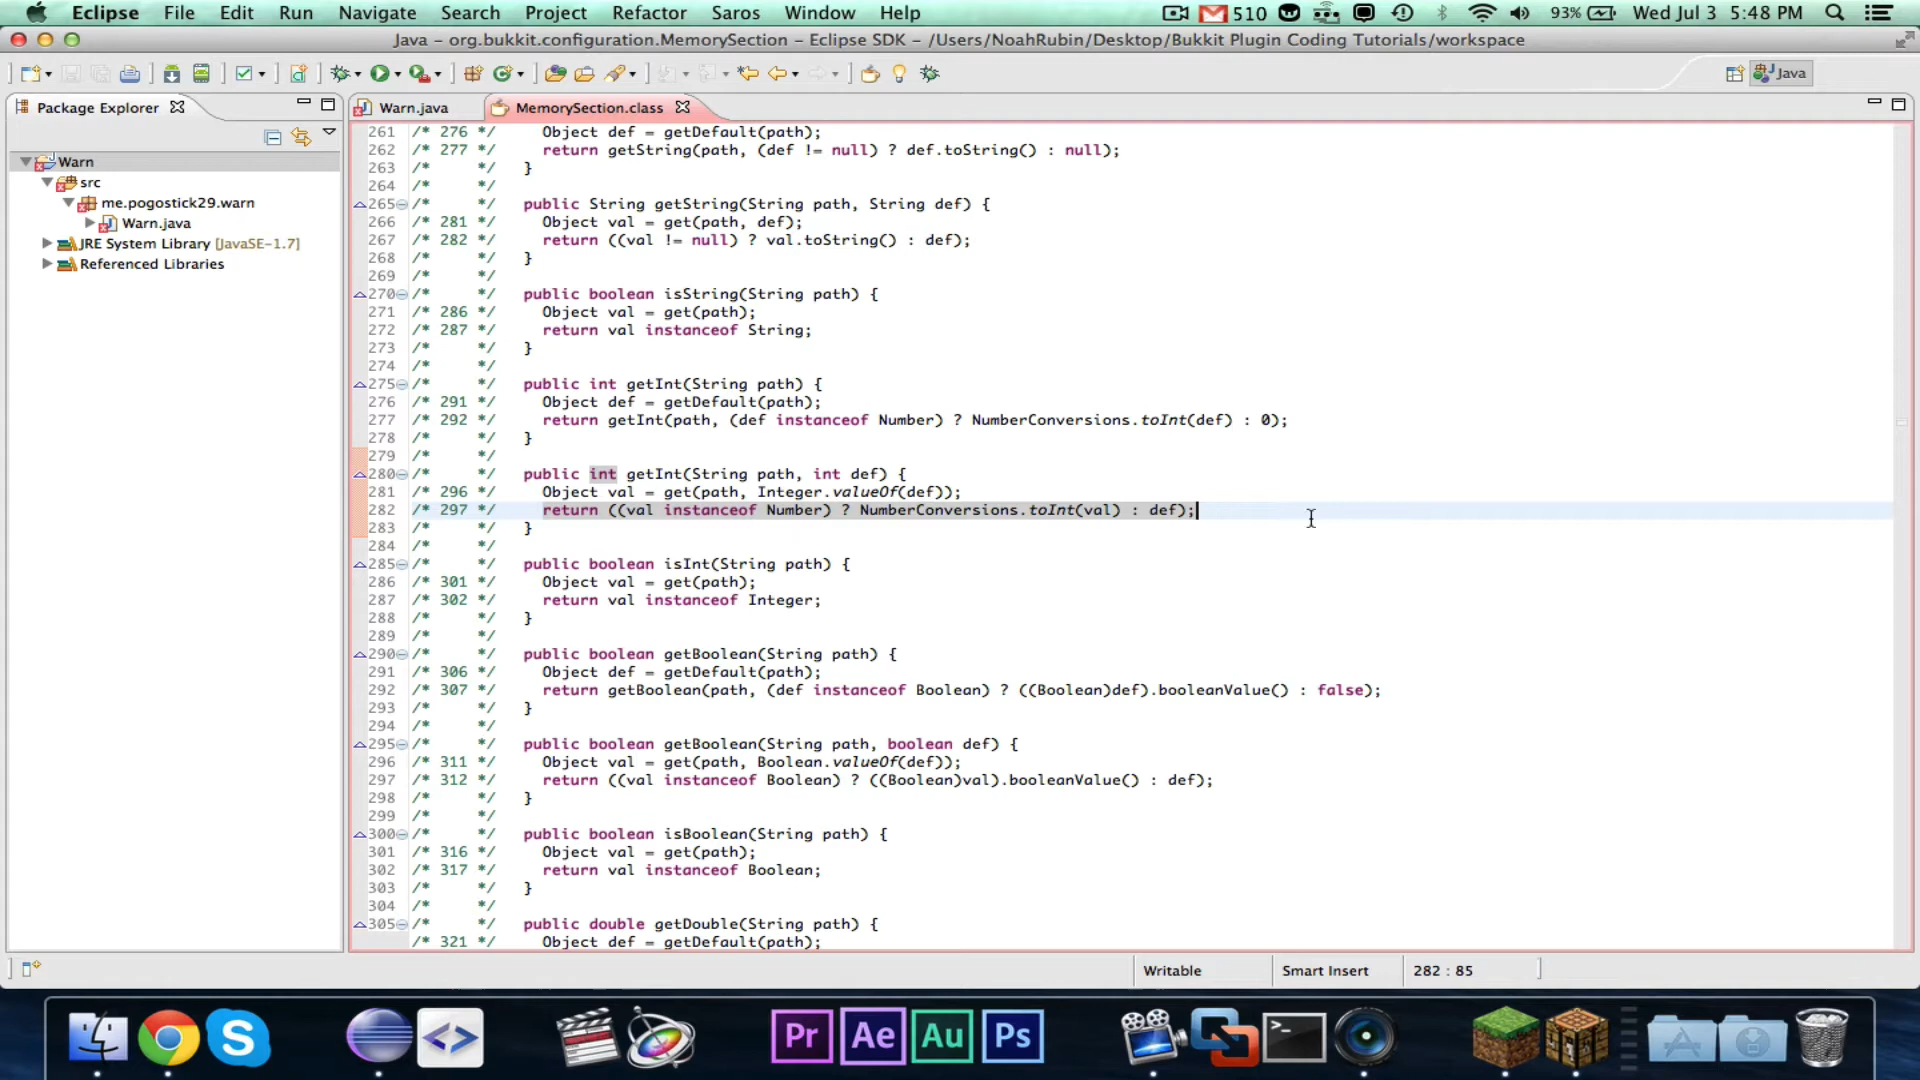 Eclipse File Edit Run Navigate Search Project Refactor Saros Window Help 510 93% Wed Jul 3 5:48 PM
Java – org.bukkit.configuration.MemorySection – Eclipse SDK – /Users/NoahRubin/Desktop/Bukkit Plugin Coding Tutorials/workspace
Java
Package Explorer
Warn.java MemorySection.class
Warn
src
me.pogostick29.warn
Warn.java
JRE System Library [JavaSE-1.7]
Referenced Libraries
261 /* 276 */ Object def = getDefault(path);
262 /* 277 */ return getString(path, (def != null) ? def.toString() : null);
263 /* */ }
264 /* */
265 /* */ public String getString(String path, String def) {
266 /* 281 */ Object val = get(path, def);
267 /* 282 */ return ((val != null) ? val.toString() : def);
268 /* */ }
269 /* */
270 /* */ public boolean isString(String path) {
271 /* 286 */ Object val = get(path);
272 /* 287 */ return val instanceof String;
273 /* */ }
274 /* */
275 /* */ public int getInt(String path) {
276 /* 291 */ Object def = getDefault(path);
277 /* 292 */ return getInt(path, (def instanceof Number) ? NumberConversions.toInt(def) : 0);
278 /* */ }
279 /* */
280 /* */ public int getInt(String path, int def) {
281 /* 296 */ Object val = get(path, Integer.valueOf(def));
282 /* 297 */ return ((val instanceof Number) ? NumberConversions.toInt(val) : def);
283 /* */ }
284 /* */
285 /* */ public boolean isInt(String path) {
286 /* 301 */ Object val = get(path);
287 /* 302 */ return val instanceof Integer;
288 /* */ }
289 /* */
290 /* */ public boolean getBoolean(String path) {
291 /* 306 */ Object def = getDefault(path);
292 /* 307 */ return getBoolean(path, (def instanceof Boolean) ? ((Boolean)def).booleanValue() : false);
293 /* */ }
294 /* */
295 /* */ public boolean getBoolean(String path, boolean def) {
296 /* 311 */ Object val = get(path, Boolean.valueOf(def));
297 /* 312 */ return ((val instanceof Boolean) ? ((Boolean)val).booleanValue() : def);
298 /* */ }
299 /* */
300 /* */ public boolean isBoolean(String path) {
301 /* 316 */ Object val = get(path);
302 /* 317 */ return val instanceof Boolean;
303 /* */ }
304 /* */
305 /* */ public double getDouble(String path) {
/* 321 */ Object def = getDefault(path);
Writable Smart Insert 282 : 85
Pr Ae Au Ps